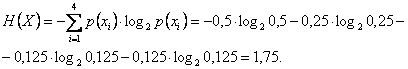 H(X) = -∑_{i=1}^{4} p(x_i)·log_2 p(x_i) = -0,5·log_2 0,5 - 0,25·log_2 0,25 -
- 0,125·log_2 0,125 - 0,125·log_2 0,125 = 1,75.